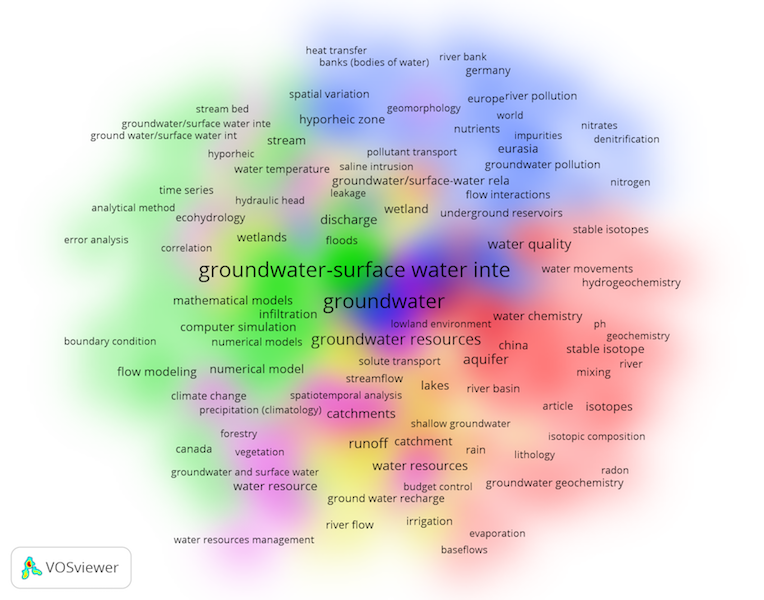 heat transfer
river bank
banks (bodies of water)
germany
spatial variation
europe
river pollution
stream bed
geomorphology
world
hyporheic zone
groundwater/surface water inte
nutrients
nitrates
ground water/surface water int
impurities
denitrification
stream
eurasia
hyporheic
pollutant transport
groundwater pollution
water temperature
saline intrusion
groundwater/surface-water rela
nitrogen
time series
leakage
flow interactions
hydraulic head
analytical method
wetland
underground reservoirs
ecohydrology
discharge
stable isotopes
error analysis
wetlands
floods
water quality
correlation
groundwater-surface water inte
water movements
hydrogeochemistry
mathematical models
groundwater
infiltration
water chemistry
computer simulation
lowland environment
ph
boundary condition
numerical models
groundwater resources
geochemistry
china
stable isotope
solute transport
aquifer
river
flow modeling
numerical model
mixing
streamflow
lakes
river basin
climate change
spatiotemporal analysis
precipitation (climatology)
catchments
article
isotopes
shallow groundwater
forestry
isotopic composition
runoff
catchment
canada
vegetation
rain
lithology
groundwater and surface water
water resources
radon
water resource
budget control
groundwater geochemistry
ground water recharge
river flow
irrigation
evaporation
water resources management
baseflows
VOSviewer